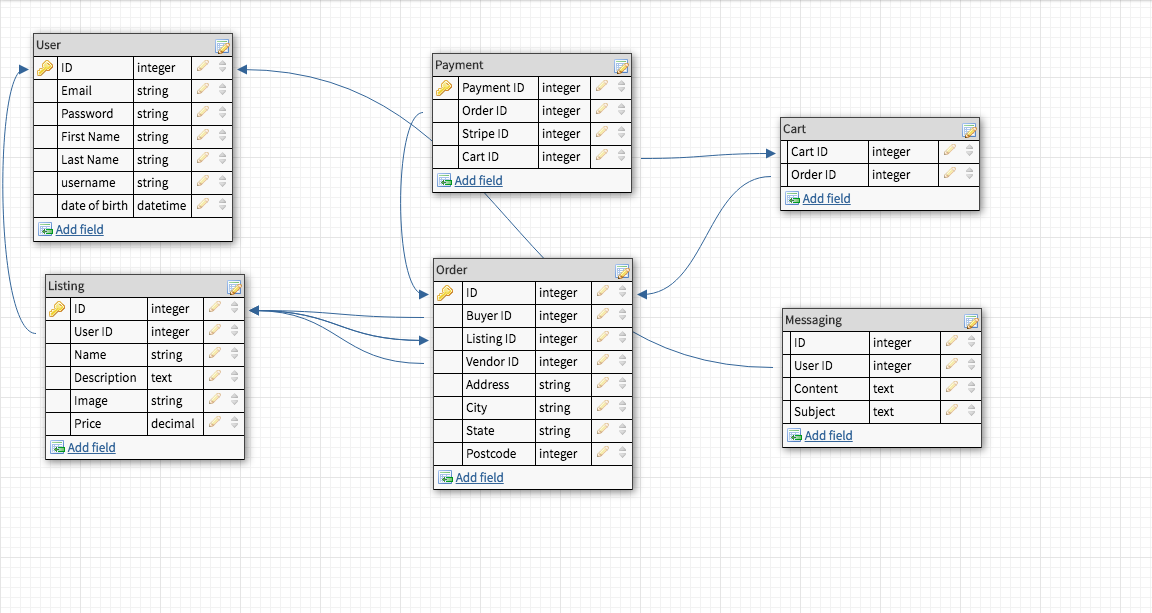 User
ID integer
Email string
Password string
First Name string
Last Name string
username string
date of birth datetime
Add field
Payment
Payment ID integer
Order ID integer
Stripe ID integer
Cart ID integer
Add field
Cart
Cart ID integer
Order ID integer
Add field
Listing
ID integer
User ID integer
Name string
Description text
Image string
Price decimal
Add field
Order
ID integer
Buyer ID integer
Listing ID integer
Vendor ID integer
Address string
City string
State string
Postcode integer
Add field
Messaging
ID integer
User ID integer
Content text
Subject text
Add field